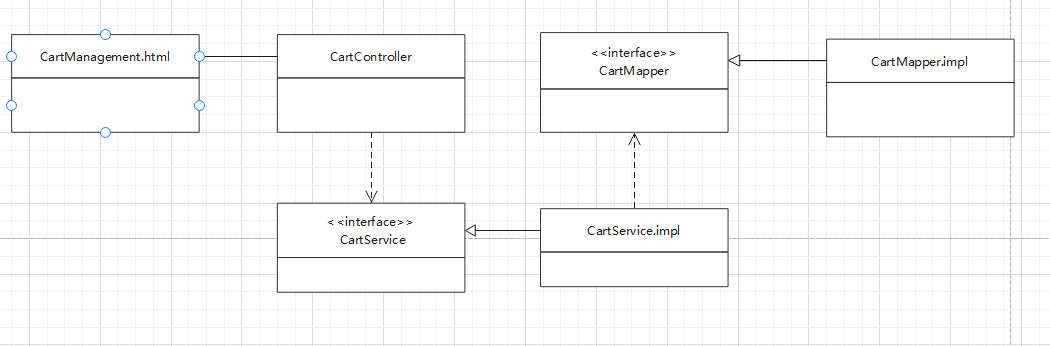 CartManagement.html
CartController
< <interface> >
CartMapper
CartMapper.impl
< <interface> >
CartService
CartService.impl